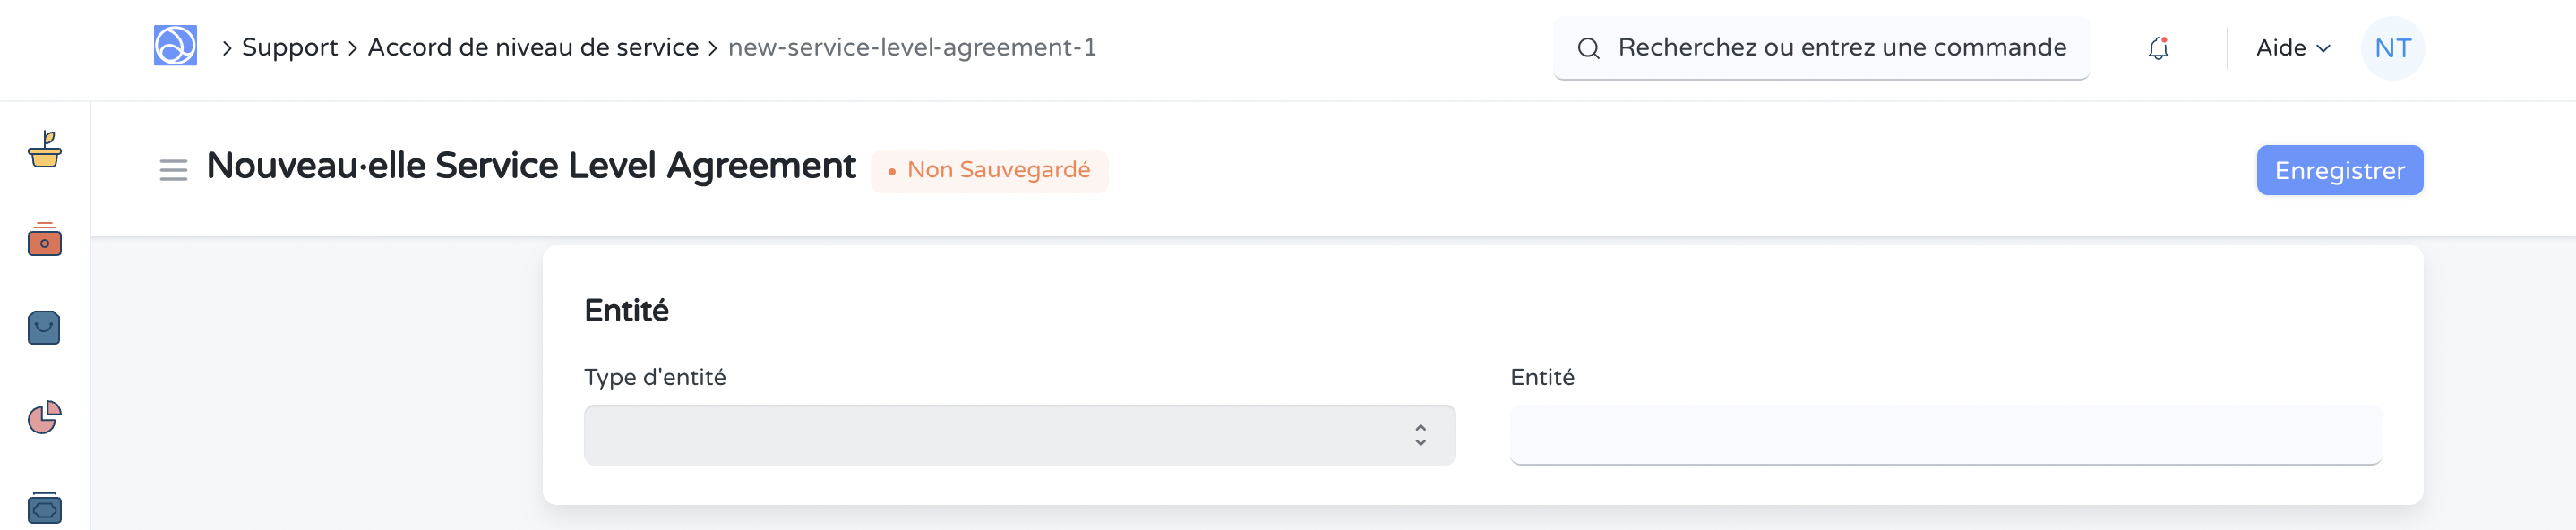 > Support > Accord de niveau de service > new-service-level-agreement-1
Recherchez ou entrez une commande
Aide
NT
Nouveau·elle Service Level Agreement
• Non Sauvegardé
Enregistrer
Entité
Type d'entité
Entité